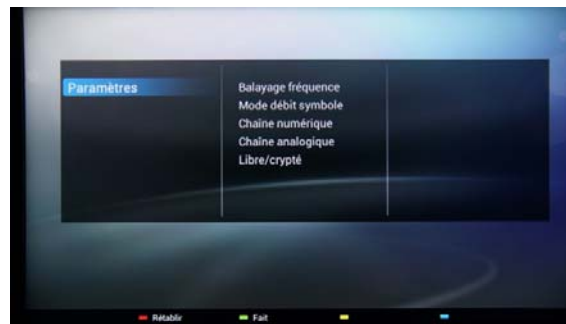 Paramètres
Balayage fréquence
Mode débit symbole
Chaîne numérique
Chaîne analogique
Libre/crypté
Rétablir
Fait